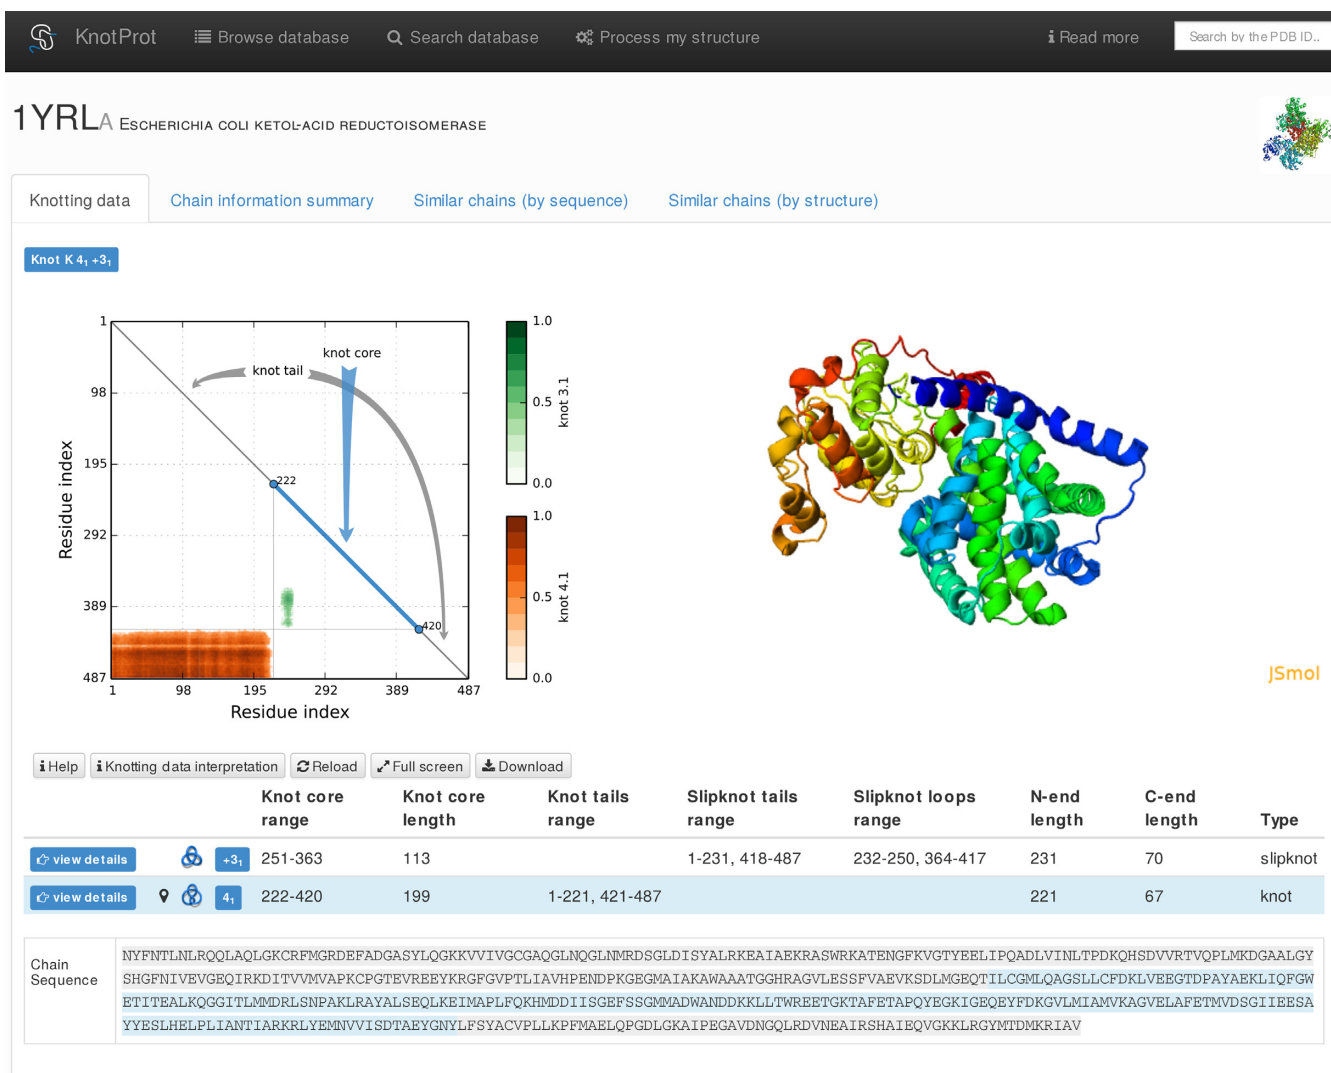 KnotProt Browse database Search database Process my structure Read more Search by the PDB ID..
1YRLA ESCHERICHIA COLI KETOL-ACID REDUCTOISOMERASE
Knotting data Chain information summary Similar chains (by sequence) Similar chains (by structure)
Knot K 4₁ +3₁
1
98
195
292
389
487
1 98 195 292 389 487
Residue index
Residue index
knot tail
knot core
222
420
1.0
0.5
0.0
knot 3.1
1.0
0.5
0.0
knot 4.1
JSmol
Help Knotting data interpretation Reload Full screen Download
Knot core range Knot core length Knot tails range Slipknot tails range Slipknot loops range N-end length C-end length Type
view details +3₁ 251-363 113 1-231, 418-487 232-250, 364-417 231 70 slipknot
view details 4₁ 222-420 199 1-221, 421-487 221 67 knot
Chain Sequence
NYFNTLNLRQQLAQLGKCRFMGRDEFADGASYLQGKKVVIVGCGAQGLNQGLNMRDSGLDISYALRKEAIAEKRASWRKATENGFKVGTYEELIPQADLVINLTPDKQHSDVVRTVQPLMKDGAALGY
SHGFNIVEVGEQIRKDITVVMVAPKCPGTEVREEYKRGFGVPTLIAVHPENDPKGEGMAIAKAWAAATGGHRAGVLESSFVAEVKSDLMGEQTILCGMLQAGSLLCFDKLVEEGTDPAYAEKLIQFGW
ETITEALKQGGITLMMDRLSNPAKLRAYALSEQLKEIMAPLFQKHMDDIISGEFSSGMMADWANDDKKLLTWREETGKTAFETAPQYEGKIGEQEYFDKGVLMIAMVKAGVELAFETMVDSGIIEESA
YYESLHELPLIANTIARKRLYEMNVVISDTAEYGNYLFSYACVPLLKPFMAELQPGDLGKAIPEGAVDNGQLRDVNEAIRSHAIEQVGKKLRGYMTDMKRIAV